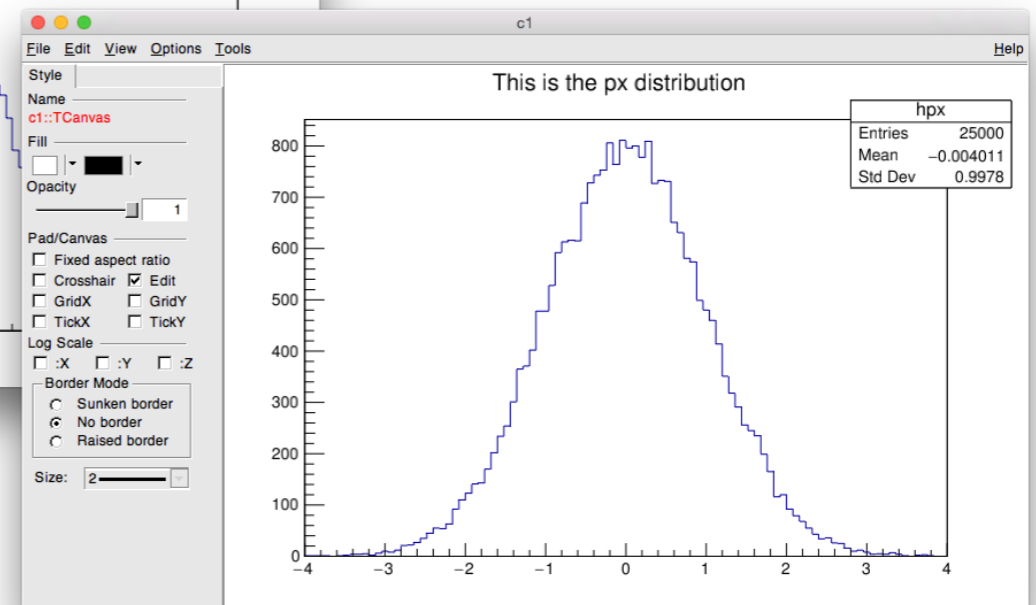 c1
File Edit View Options Tools Help
Style
Name
c1::TCanvas
Fill
Opacity
1
Pad/Canvas
Fixed aspect ratio
Crosshair Edit
GridX GridY
TickX TickY
Log Scale
:X :Y :Z
Border Mode
Sunken border
No border
Raised border
Size: 2
This is the px distribution
hpx
Entries 25000
Mean −0.004011
Std Dev 0.9978
800
700
600
500
400
300
200
100
0
−4 −3 −2 −1 0 1 2 3 4